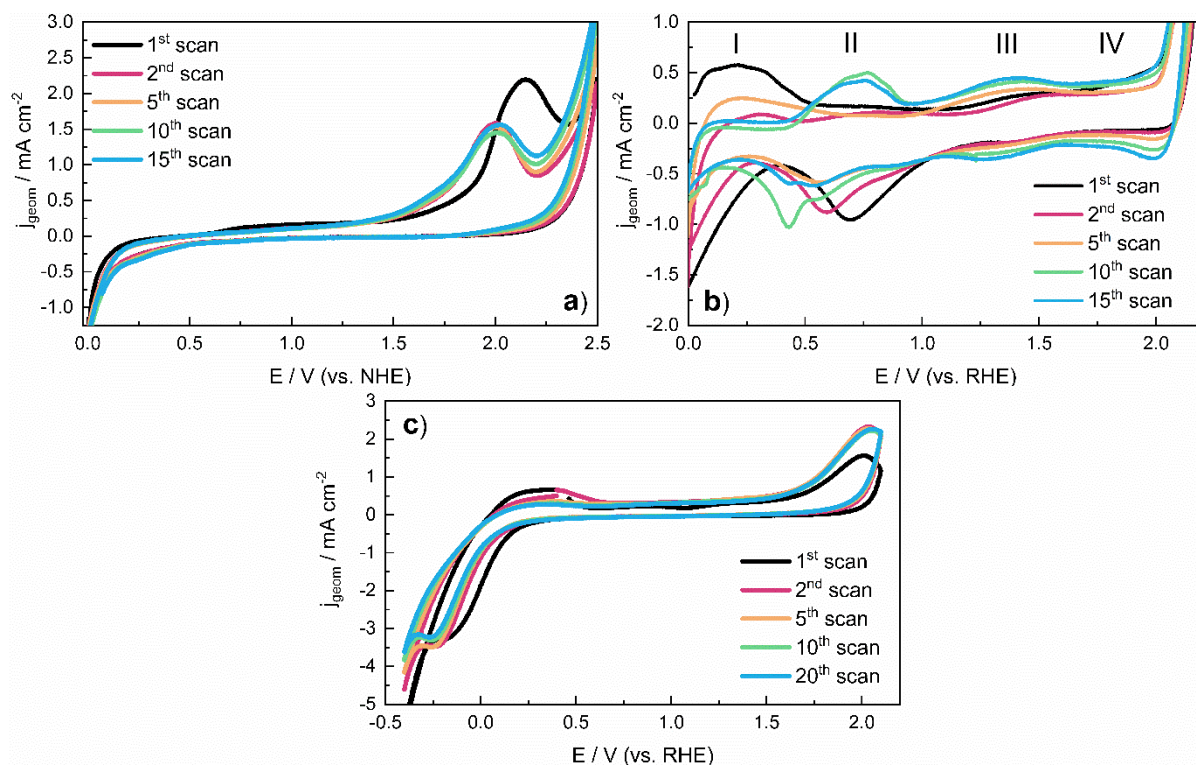 3.0
2.5
2.0
1.5
1.0
0.5
0.0
-0.5
-1.0
j_geom / mA cm⁻²
1ˢᵗ scan
2ⁿᵈ scan
5ᵗʰ scan
10ᵗʰ scan
15ᵗʰ scan
a)
0.0 0.5 1.0 1.5 2.0 2.5
E / V (vs. NHE)
1.0
0.5
0.0
-0.5
-1.0
-1.5
-2.0
j_geom / mA cm⁻²
I II III IV
1ˢᵗ scan
2ⁿᵈ scan
5ᵗʰ scan
10ᵗʰ scan
15ᵗʰ scan
b)
0.0 0.5 1.0 1.5 2.0
E / V (vs. RHE)
3
2
1
0
-1
-2
-3
-4
-5
j_geom / mA cm⁻²
c)
1ˢᵗ scan
2ⁿᵈ scan
5ᵗʰ scan
10ᵗʰ scan
20ᵗʰ scan
-0.5 0.0 0.5 1.0 1.5 2.0
E / V (vs. RHE)